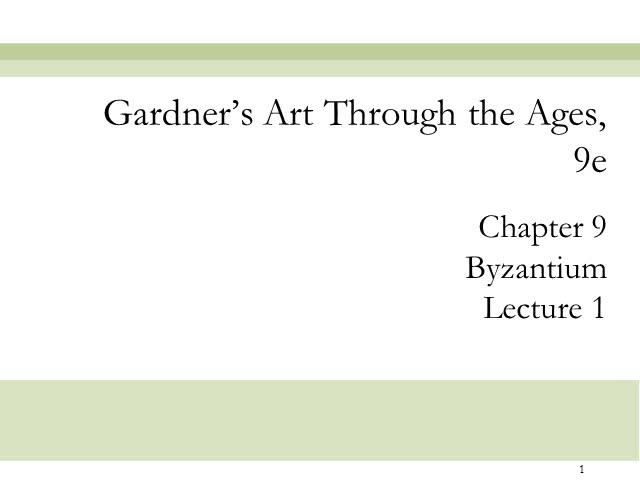 Gardner’s Art Through the Ages,
9e
Chapter 9
Byzantium
Lecture 1
1